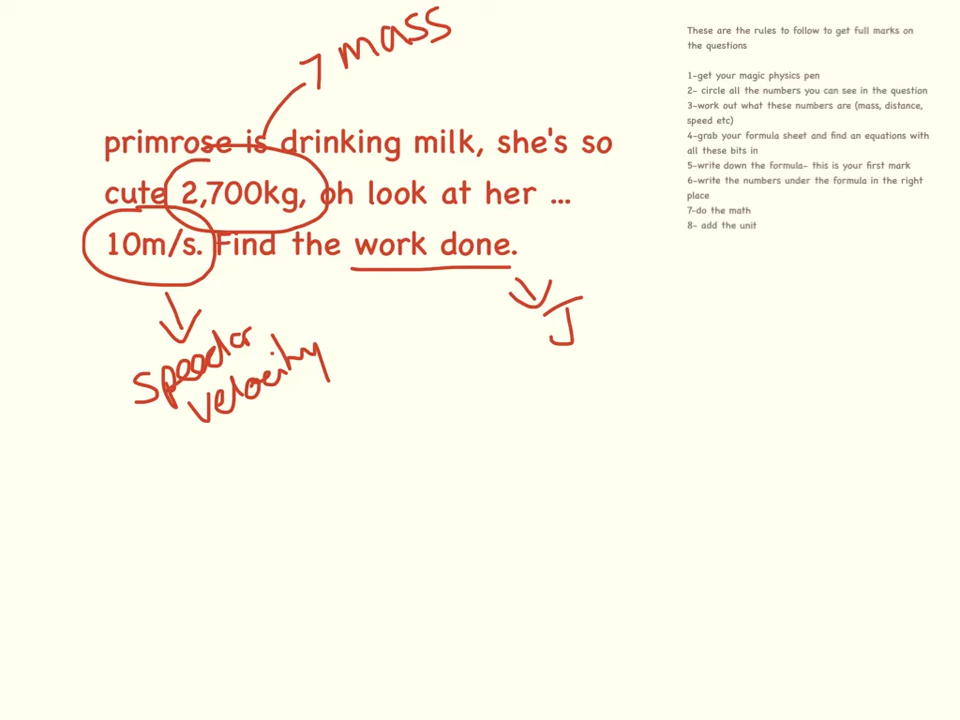 mass
primrose is drinking milk, she's so
cute 2,700kg, oh look at her ...
10m/s. Find the work done.
J
Speed or
velocity
These are the rules to follow to get full marks on
the questions
1-get your magic physics pen
2- circle all the numbers you can see in the question
3-work out what these numbers are (mass, distance,
speed etc)
4-grab your formula sheet and find an equations with
all these bits in
5-write down the formula- this is your first mark
6-write the numbers under the formula in the right
place
7-do the math
8- add the unit